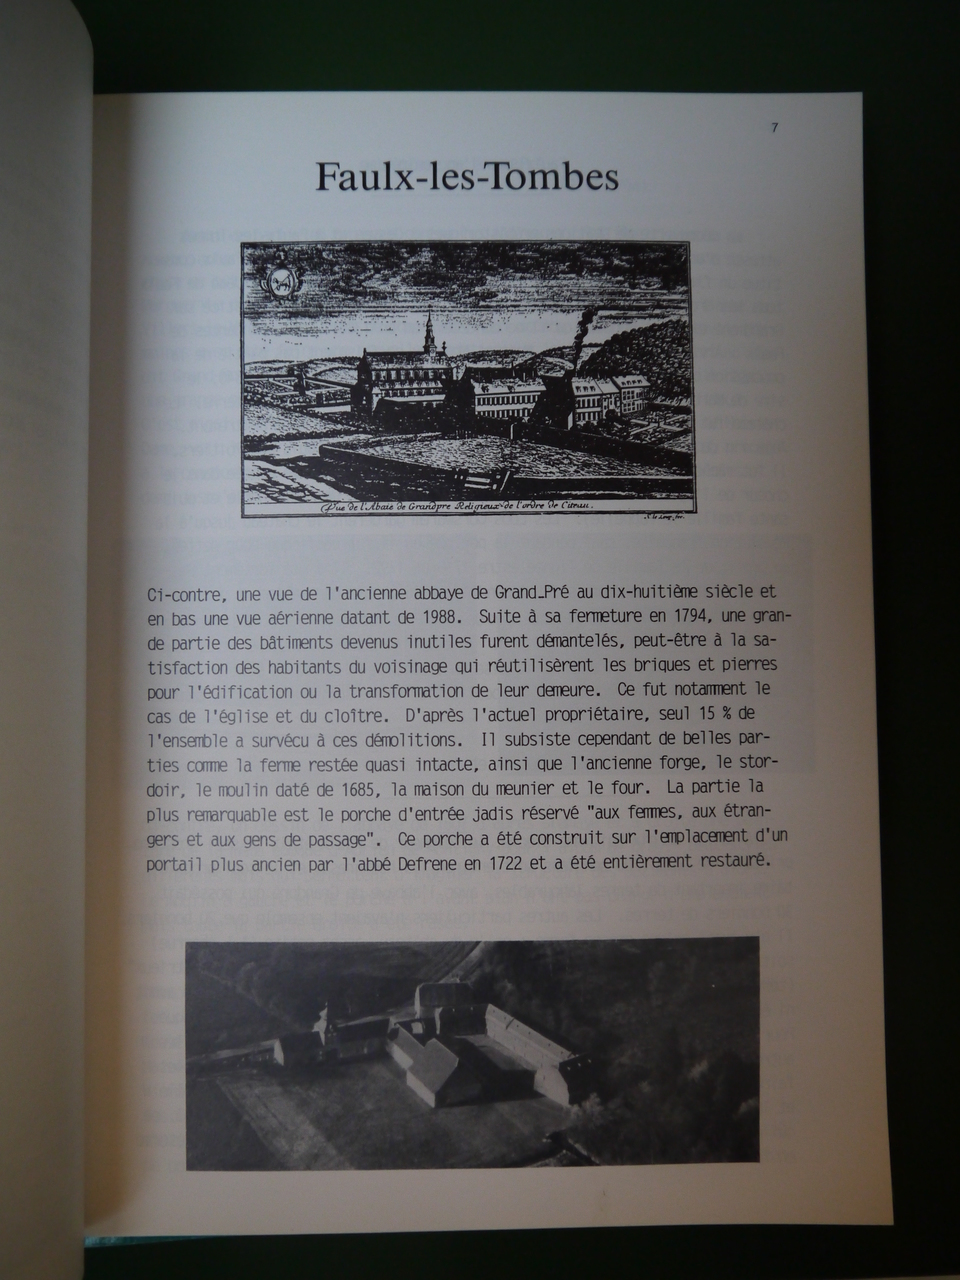 7
Faulx-les-Tombes
Vue de l'Abaie de Grandpre Religieux de l'ordre de Citeau.
Ci-contre, une vue de l'ancienne abbaye de Grand-Pré au dix-huitième siècle et
en bas une vue aérienne datant de 1988. Suite à sa fermeture en 1794, une gran-
de partie des bâtiments devenus inutiles furent démantelés, peut-être à la sa-
tisfaction des habitants du voisinage qui réutilisèrent les briques et pierres
pour l'édification ou la transformation de leur demeure. Ce fut notamment le
cas de l'église et du cloître. D'après l'actuel propriétaire, seul 15 % de
l'ensemble a survécu à ces démolitions. Il subsiste cependant de belles par-
ties comme la ferme restée quasi intacte, ainsi que l'ancienne forge, le stor-
doir, le moulin daté de 1685, la maison du meunier et le four. La partie la
plus remarquable est le porche d'entrée jadis réservé "aux femmes, aux étran-
gers et aux gens de passage". Ce porche a été construit sur l'emplacement d'un
portail plus ancien par l'abbé Defrene en 1722 et a été entièrement restauré.